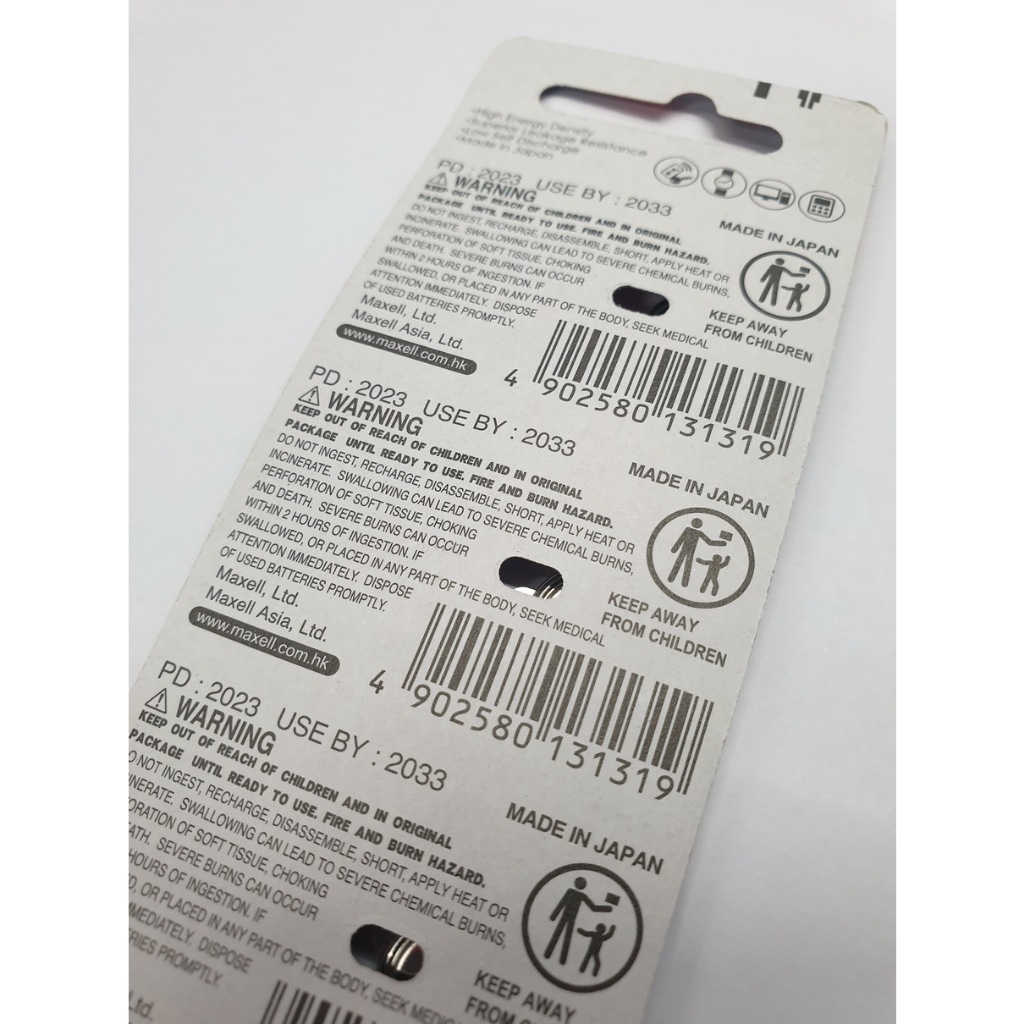 •High Energy Density
•Superior Leakage Resistance
•Low Self Discharge
•Made in Japan
PD : 2023 USE BY : 2033
WARNING
KEEP OUT OF REACH OF CHILDREN AND IN ORIGINAL
PACKAGE UNTIL READY TO USE. FIRE AND BURN HAZARD.
DO NOT INGEST, RECHARGE, DISASSEMBLE, SHORT, APPLY HEAT OR
INCINERATE. SWALLOWING CAN LEAD TO SEVERE CHEMICAL BURNS,
PERFORATION OF SOFT TISSUE, CHOKING
AND DEATH. SEVERE BURNS CAN OCCUR
WITHIN 2 HOURS OF INGESTION. IF
SWALLOWED, OR PLACED IN ANY PART OF THE BODY, SEEK MEDICAL
ATTENTION IMMEDIATELY. DISPOSE
OF USED BATTERIES PROMPTLY.
Maxell, Ltd.
Maxell Asia, Ltd.
www.maxell.com.hk
MADE IN JAPAN
KEEP AWAY
FROM CHILDREN
4 902580 131319
PD : 2023 USE BY : 2033
WARNING
KEEP OUT OF REACH OF CHILDREN AND IN ORIGINAL
PACKAGE UNTIL READY TO USE. FIRE AND BURN HAZARD.
DO NOT INGEST, RECHARGE, DISASSEMBLE, SHORT, APPLY HEAT OR
INCINERATE. SWALLOWING CAN LEAD TO SEVERE CHEMICAL BURNS,
PERFORATION OF SOFT TISSUE, CHOKING
AND DEATH. SEVERE BURNS CAN OCCUR
WITHIN 2 HOURS OF INGESTION. IF
SWALLOWED, OR PLACED IN ANY PART OF THE BODY, SEEK MEDICAL
ATTENTION IMMEDIATELY. DISPOSE
OF USED BATTERIES PROMPTLY.
Maxell, Ltd.
Maxell Asia, Ltd.
www.maxell.com.hk
MADE IN JAPAN
KEEP AWAY
FROM CHILDREN
4 902580 131319
PD : 2023 USE BY : 2033
WARNING
KEEP OUT OF REACH OF CHILDREN AND IN ORIGINAL
PACKAGE UNTIL READY TO USE. FIRE AND BURN HAZARD.
NOT INGEST, RECHARGE, DISASSEMBLE, SHORT, APPLY HEAT OR
NERATE. SWALLOWING CAN LEAD TO SEVERE CHEMICAL BURNS,
ORATION OF SOFT TISSUE, CHOKING
ATH. SEVERE BURNS CAN OCCUR
HOURS OF INGESTION. IF
D, OR PLACED IN ANY PART OF THE BODY, SEEK MEDICAL
MEDIATELY. DISPOSE
RIES PROMPTLY.
Ltd.
MADE IN JAPAN
KEEP AWAY
FROM CHILDREN